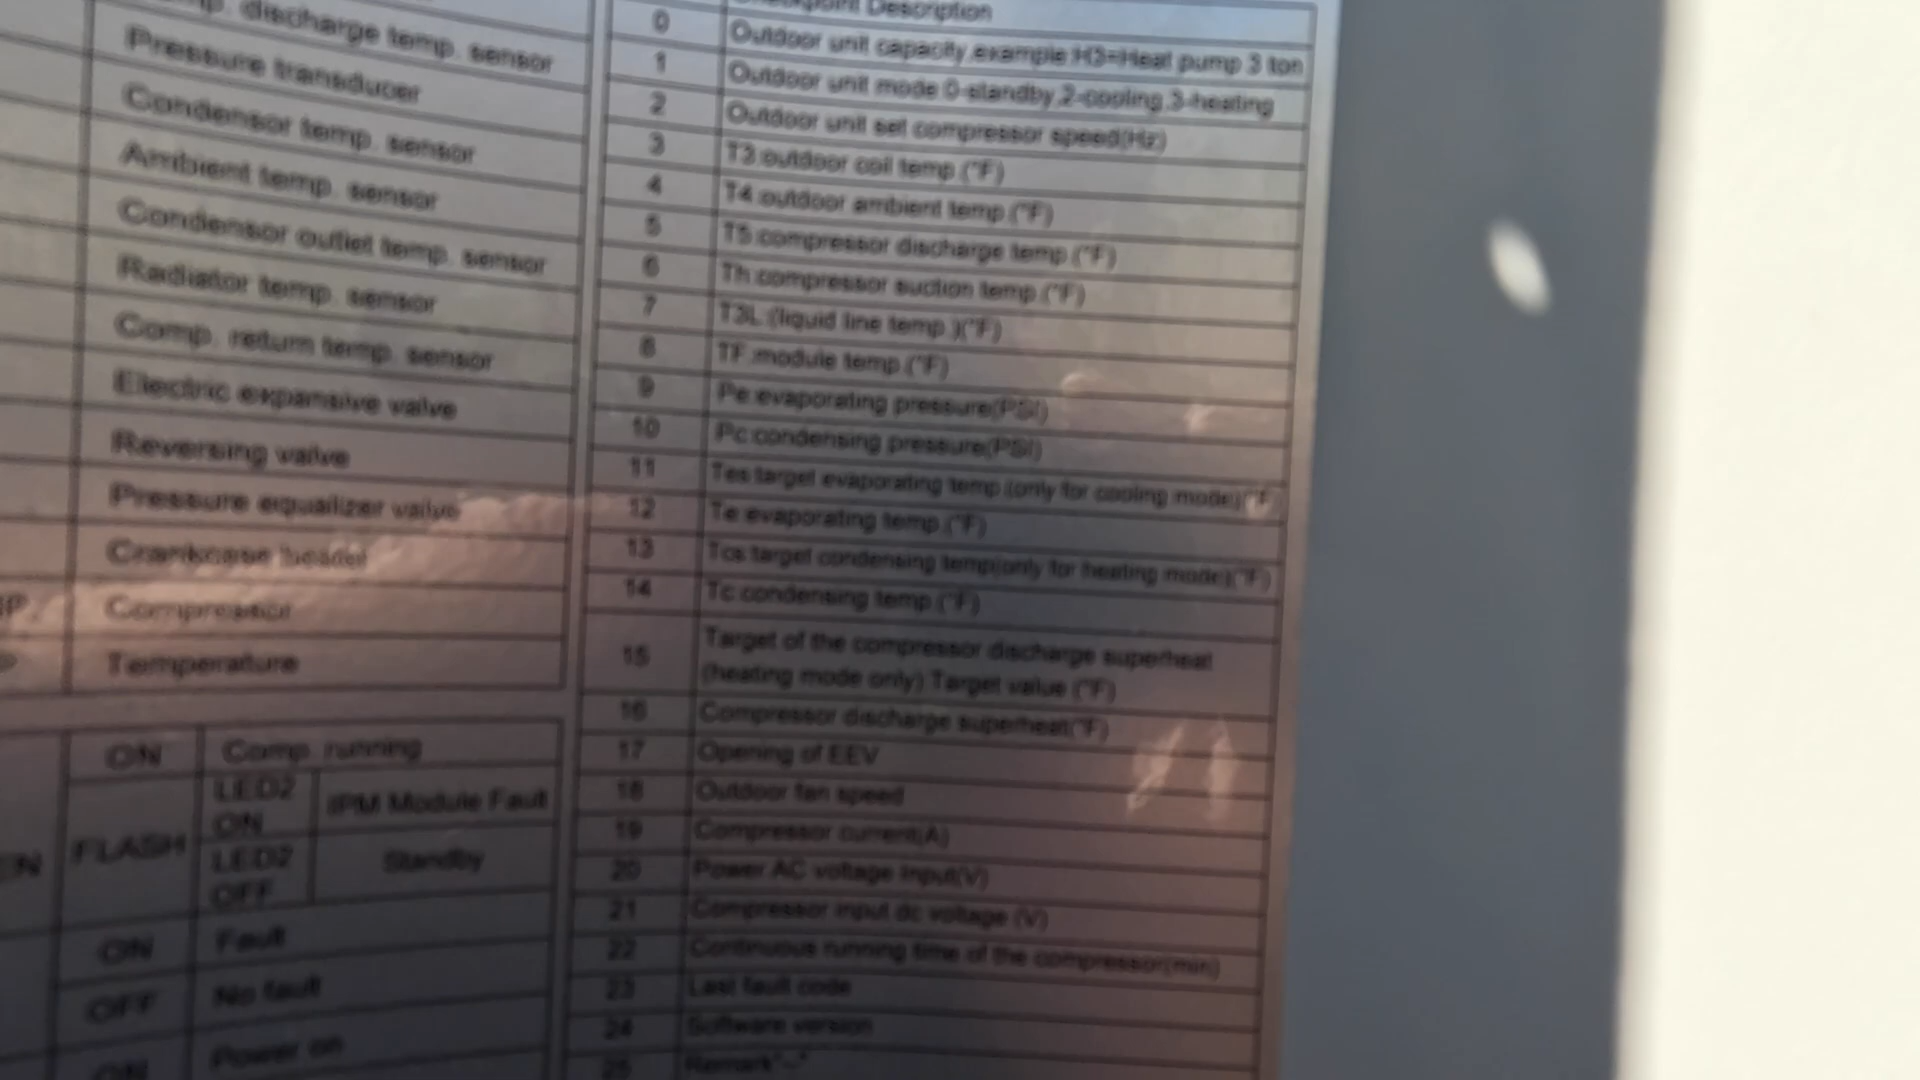 discharge temp. sensor
Pressure transducer
Condensor temp. sensor
Ambient temp. sensor
Condensor outlet temp. sensor
Radiator temp. sensor
Comp. return temp. sensor
Electric expansive valve
Reversing valve
Pressure equalizer valve
Crankcase heater
Compressor
Temperature
ON Comp. running
FLASH
LED2 ON IPM Module Fault
LED2 OFF Standby
ON Fault
OFF No fault
ON Power on
Description
0 Outdoor unit capacity,example:H3=Heat pump 3 ton
1 Outdoor unit mode:0-standby,2-cooling,3-heating
2 Outdoor unit set compressor speed(Hz)
3 T3:outdoor coil temp.(°F)
4 T4:outdoor ambient temp.(°F)
5 T5:compressor discharge temp.(°F)
6 Th:compressor suction temp.(°F)
7 T3L:(liquid line temp.)(°F)
8 TF:module temp.(°F)
9 Pe:evaporating pressure(PSI)
10 Pc:condensing pressure(PSI)
11 Tes:target evaporating temp.(only for cooling mode)(°F)
12 Te:evaporating temp.(°F)
13 Tcs:target condensing temp(only for heating mode)(°F)
14 Tc:condensing temp.(°F)
15 Target of the compressor discharge superheat
(heating mode only) Target value (°F)
16 Compressor discharge superheat(°F)
17 Opening of EEV
18 Outdoor fan speed
19 Compressor current(A)
20 Power AC voltage Input(V)
21 Compressor input dc voltage (V)
22 Continuous running time of the compressor(min)
23 Last fault code
24 Software version
25 Remark"--"